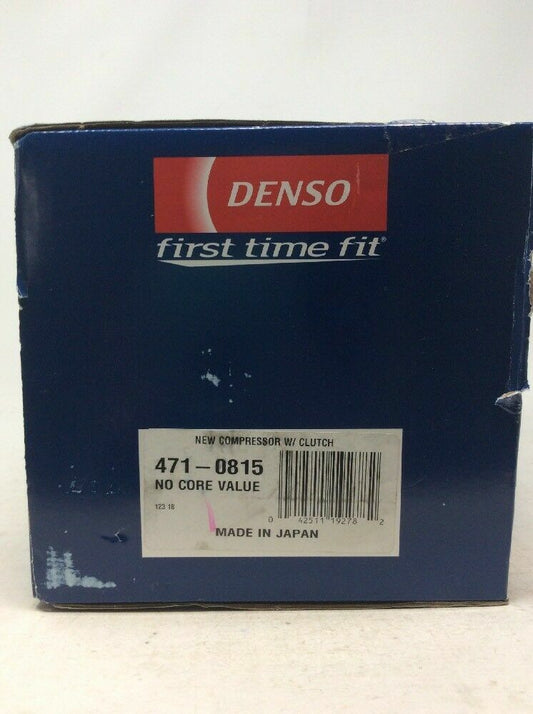 DENSO
first time fit®
NEW COMPRESSOR W/ CLUTCH
471-0815
NO CORE VALUE
123 18
0 42511 19278 2
MADE IN JAPAN